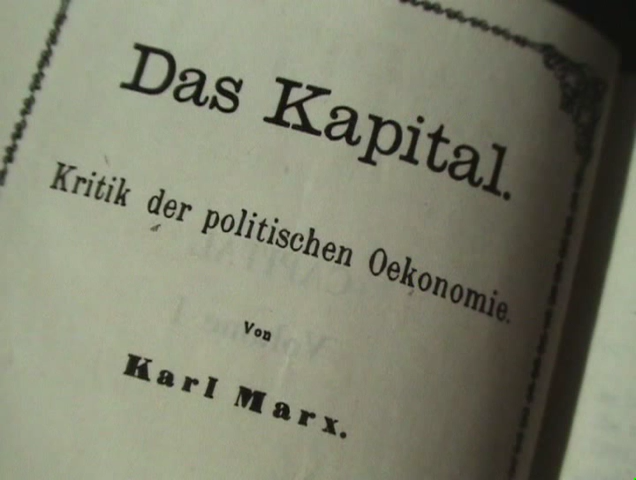 Das Kapital.
Kritik der politischen Oekonomie.
Von
Karl Marx.